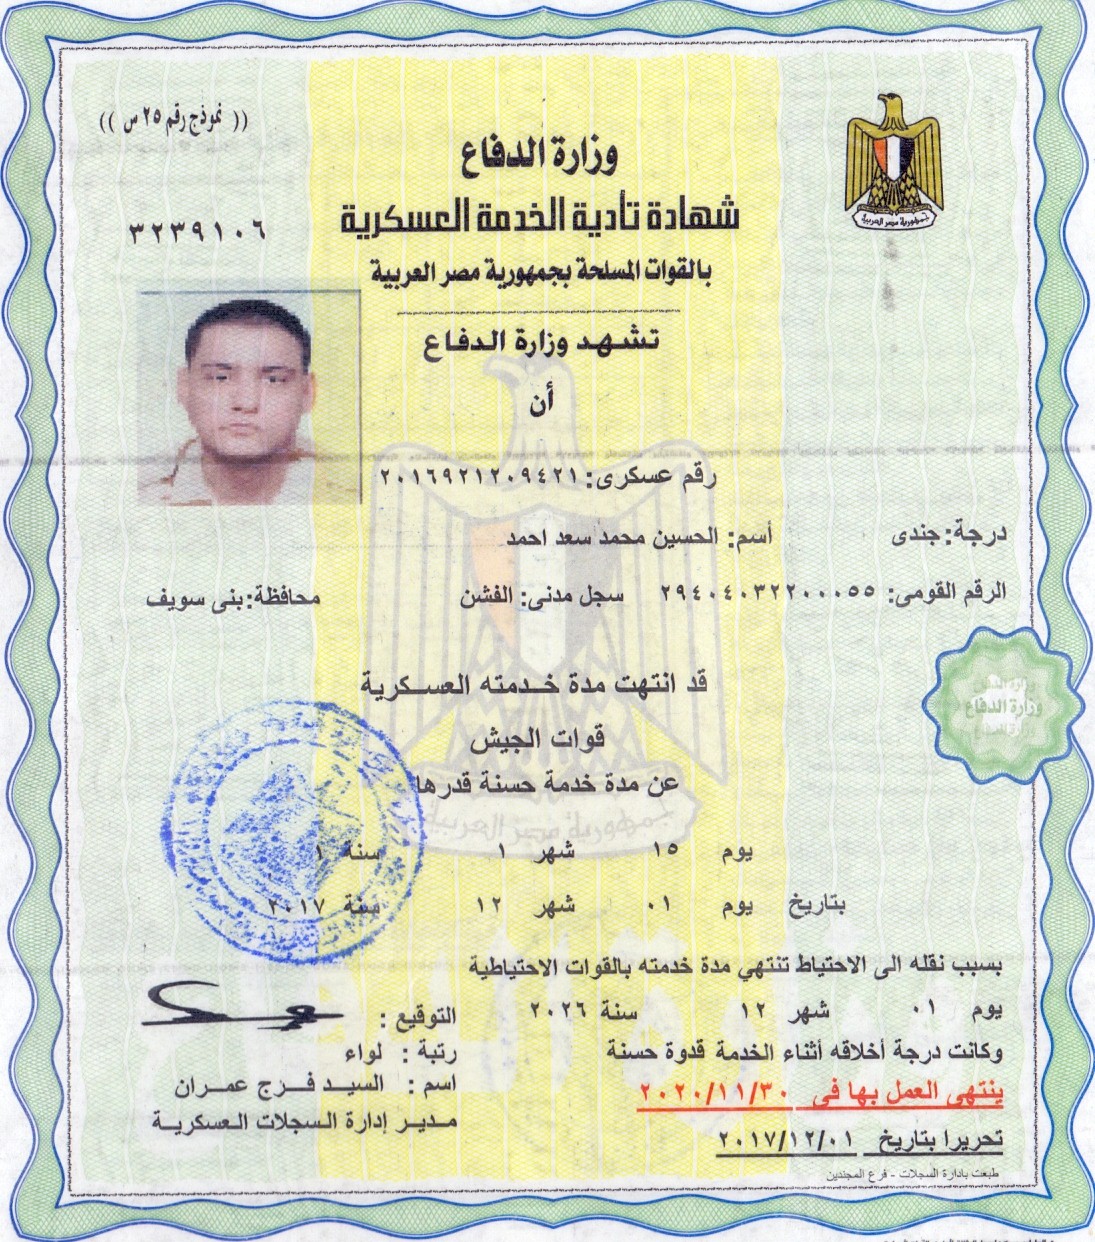 (( نموذج رقم ٢٥ س ))
وزارة الدفاع
شهادة تأدية الخدمة العسكرية
٣٢٣٩١٠٦
بالقوات المسلحة بجمهورية مصر العربية
جمهورية مصر العربية
تشهد وزارة الدفاع
أن
رقم عسكرى: ٢٠١٦٩٢١٢٠٩٤٢١
درجة: جندى أسم: الحسين محمد سعد احمد
الرقم القومى: ٢٩٤٠٤٠٣٢٢٠٠٠٥٥ سجل مدنى: الفشن محافظة: بنى سويف
قد انتهت مدة خدمته العسكرية
وزارة الدفاع
قوات الجيش
عن مدة خدمة حسنة قدرها
جمهورية مصر العربية
يوم ١٥ شهر ١ سنة ١
بتاريخ يوم ٠١ شهر ١٢ سنة ٢٠١٧
بسبب نقله الى الاحتياط تنتهي مدة خدمته بالقوات الاحتياطية
يوم ٠١ شهر ١٢ سنة ٢٠٢٦
وكانت درجة أخلاقه أثناء الخدمة قدوة حسنة
ينتهى العمل بها فى ٢٠٢٠/١١/٣٠
تحريرا بتاريخ ٢٠١٧/١٢/٠١
التوقيع :
رتبة : لواء
اسم : السيد فرج عمران
مدير إدارة السجلات العسكرية
طبعت بادارة السجلات - فرع المجندين